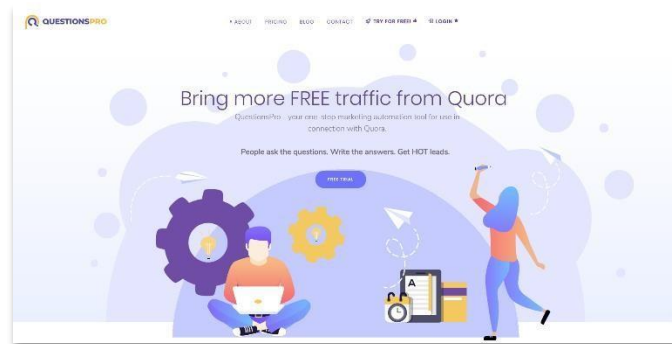 QUESTIONSPRO
ABOUT PRICING BLOG CONTACT TRY FOR FREE! LOGIN
Bring more FREE traffic from Quora
QuestionsPro - your one-stop marketing automation tool for use in
connection with Quora.
People ask the questions. Write the answers. Get HOT leads.
FREE TRIAL
A